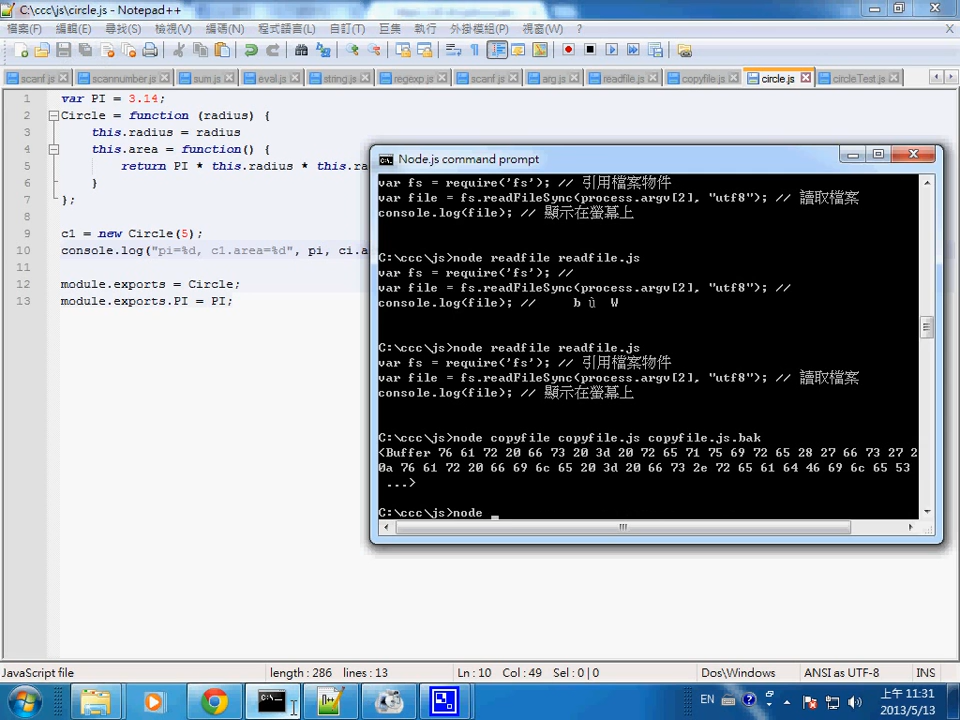 C:\ccc\js\circle.js - Notepad++
檔案(F) 編輯(E) 尋找(S) 檢視(V) 編碼(N) 程式語言(L) 自訂(T) 巨集 執行 外掛模組(P) 視窗(W) ? X
scanf.js scannumber.js sum.js eval.js string.js regexp.js scanf.js arg.js readfile.js copyfile.js circle.js circleTest.js
1 var PI = 3.14;
2 Circle = function (radius) {
3 this.radius = radius
4 this.area = function() {
5 return PI * this.radius * this.ra
6 }
7 };
8
9 c1 = new Circle(5);
10 console.log("pi=%d, c1.area=%d", pi, ci.a
11
12 module.exports = Circle;
13 module.exports.PI = PI;
Node.js command prompt
var fs = require('fs'); // 引用檔案物件
var file = fs.readFileSync(process.argv[2], "utf8"); // 讀取檔案
console.log(file); // 顯示在螢幕上
C:\ccc\js>node readfile readfile.js
var fs = require('fs'); //
var file = fs.readFileSync(process.argv[2], "utf8"); //
console.log(file); // b ù W
C:\ccc\js>node readfile readfile.js
var fs = require('fs'); // 引用檔案物件
var file = fs.readFileSync(process.argv[2], "utf8"); // 讀取檔案
console.log(file); // 顯示在螢幕上
C:\ccc\js>node copyfile copyfile.js copyfile.js.bak
<Buffer 76 61 72 20 66 73 20 3d 20 72 65 71 75 69 72 65 28 27 66 73 27 2
0a 76 61 72 20 66 69 6c 65 20 3d 20 66 73 2e 72 65 61 64 46 69 6c 65 53
...>
C:\ccc\js>node _
JavaScript file length : 286 lines : 13 Ln : 10 Col : 49 Sel : 0 | 0 Dos\Windows ANSI as UTF-8 INS
EN 上午 11:31
2013/5/13